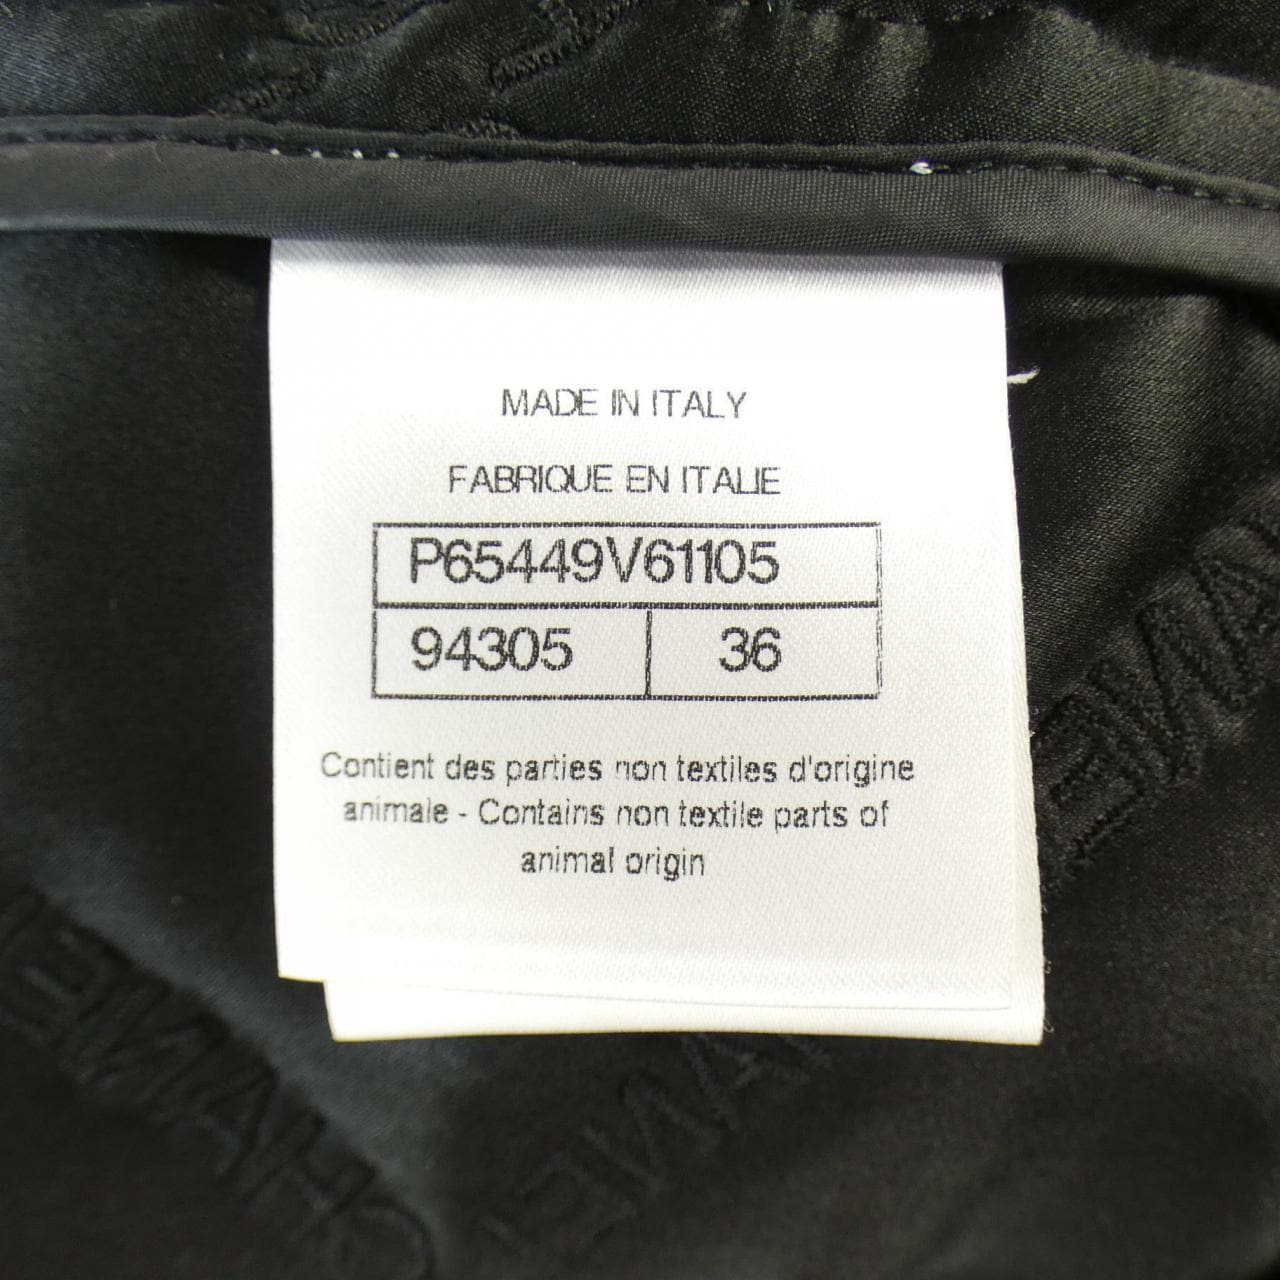 MADE IN ITALY
FABRIQUE EN ITALIE
P65449V61105
94305 36
Contient des parties non textiles d'origine
animale - Contains non textile parts of
animal origin
CHANEL